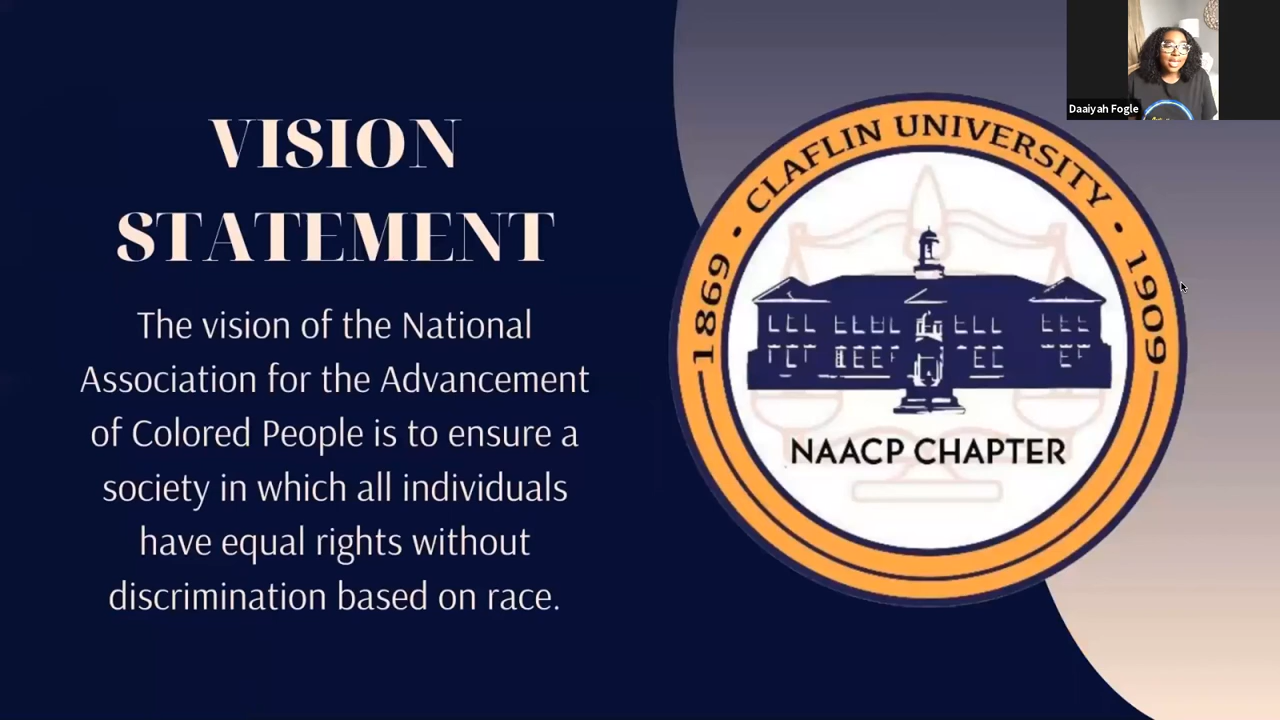 VISION
STATEMENT
The vision of the National
Association for the Advancement
of Colored People is to ensure a
society in which all individuals
have equal rights without
discrimination based on race.
1869 • CLAFLIN UNIVERSITY • 1909
NAACP CHAPTER
Daaiyah Fogle